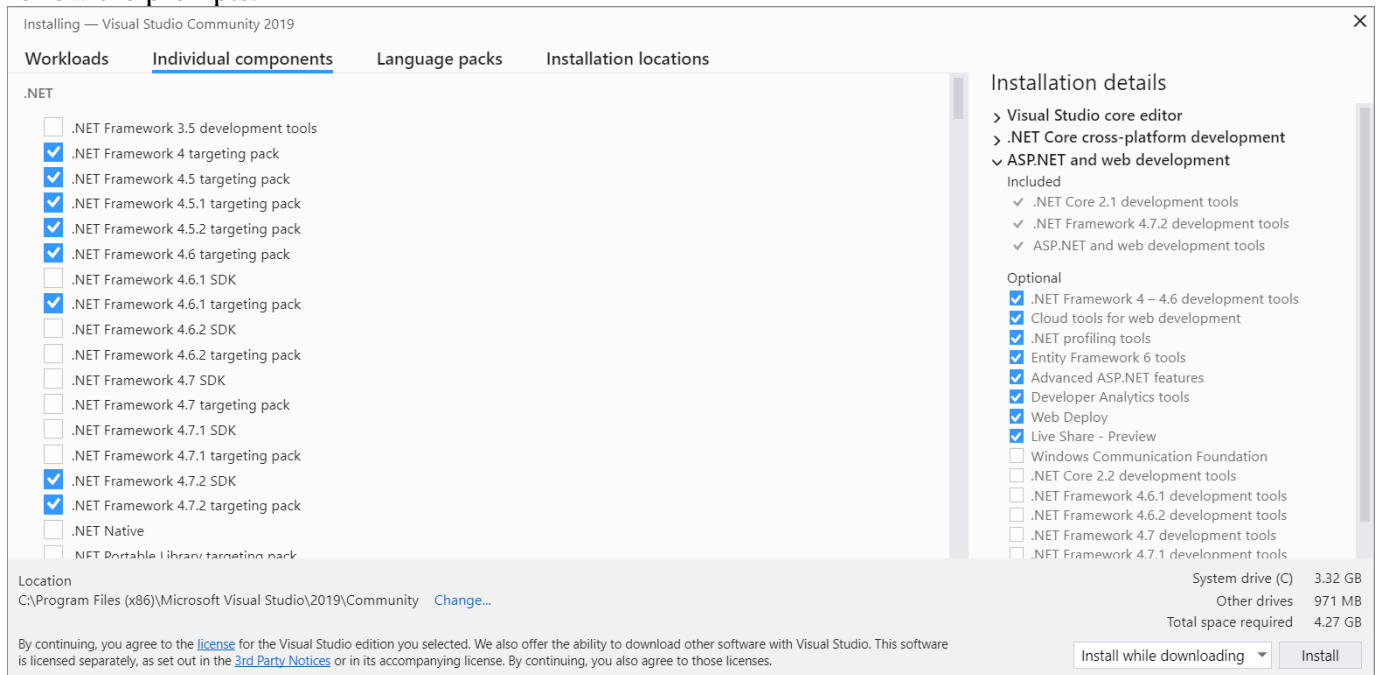 Installing — Visual Studio Community 2019
Workloads Individual components Language packs Installation locations
.NET
.NET Framework 3.5 development tools
.NET Framework 4 targeting pack
.NET Framework 4.5 targeting pack
.NET Framework 4.5.1 targeting pack
.NET Framework 4.5.2 targeting pack
.NET Framework 4.6 targeting pack
.NET Framework 4.6.1 SDK
.NET Framework 4.6.1 targeting pack
.NET Framework 4.6.2 SDK
.NET Framework 4.6.2 targeting pack
.NET Framework 4.7 SDK
.NET Framework 4.7 targeting pack
.NET Framework 4.7.1 SDK
.NET Framework 4.7.1 targeting pack
.NET Framework 4.7.2 SDK
.NET Framework 4.7.2 targeting pack
.NET Native
.NET Portable Library targeting pack
Installation details
Visual Studio core editor
.NET Core cross-platform development
ASP.NET and web development
Included
.NET Core 2.1 development tools
.NET Framework 4.7.2 development tools
ASP.NET and web development tools
Optional
.NET Framework 4 – 4.6 development tools
Cloud tools for web development
.NET profiling tools
Entity Framework 6 tools
Advanced ASP.NET features
Developer Analytics tools
Web Deploy
Live Share - Preview
Windows Communication Foundation
.NET Core 2.2 development tools
.NET Framework 4.6.1 development tools
.NET Framework 4.6.2 development tools
.NET Framework 4.7 development tools
.NET Framework 4.7.1 development tools
Location
C:\Program Files (x86)\Microsoft Visual Studio\2019\Community Change...
System drive (C) 3.32 GB
Other drives 971 MB
Total space required 4.27 GB
By continuing, you agree to the license for the Visual Studio edition you selected. We also offer the ability to download other software with Visual Studio. This software
is licensed separately, as set out in the 3rd Party Notices or in its accompanying license. By continuing, you also agree to those licenses.
Install while downloading Install